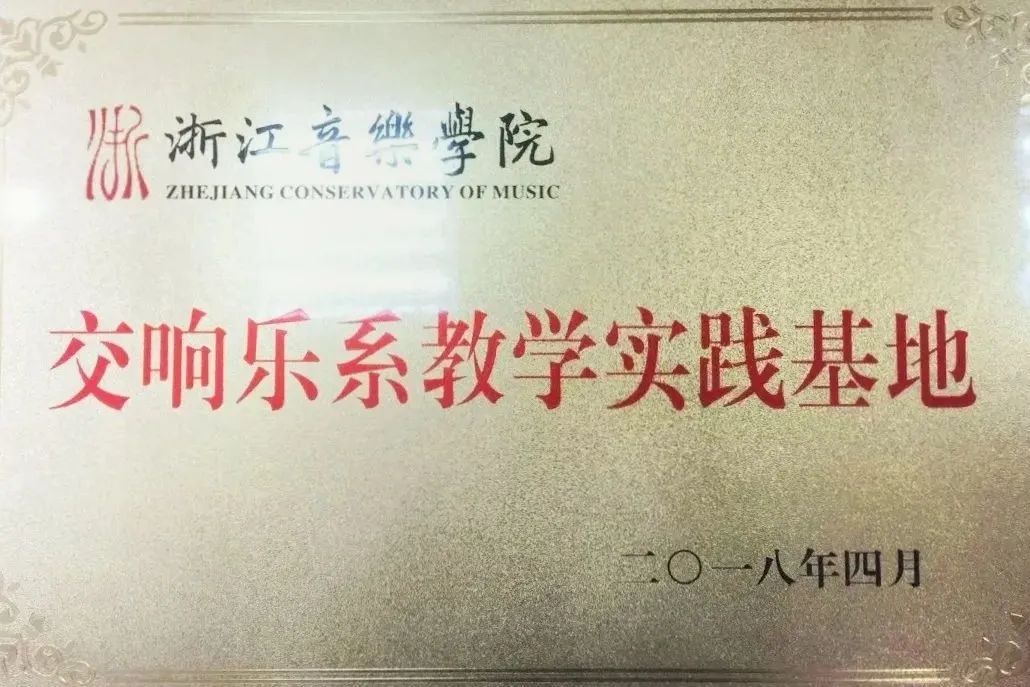 浙江音樂學院
ZHEJIANG CONSERVATORY OF MUSIC
交响乐系教学实践基地
二〇一八年四月